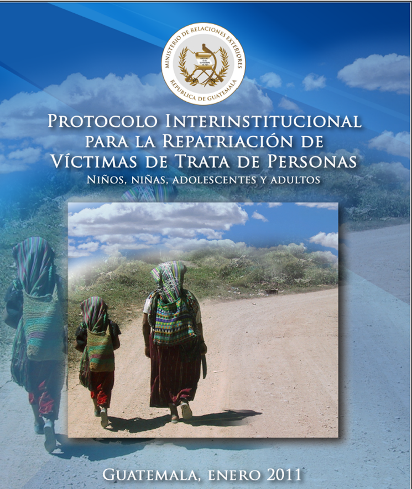 MINISTERIO DE RELACIONES EXTERIORES
REPÚBLICA DE GUATEMALA
PROTOCOLO INTERINSTITUCIONAL
PARA LA REPATRIACIÓN DE
VÍCTIMAS DE TRATA DE PERSONAS
NIÑOS, NIÑAS, ADOLESCENTES Y ADULTOS
GUATEMALA, ENERO 2011